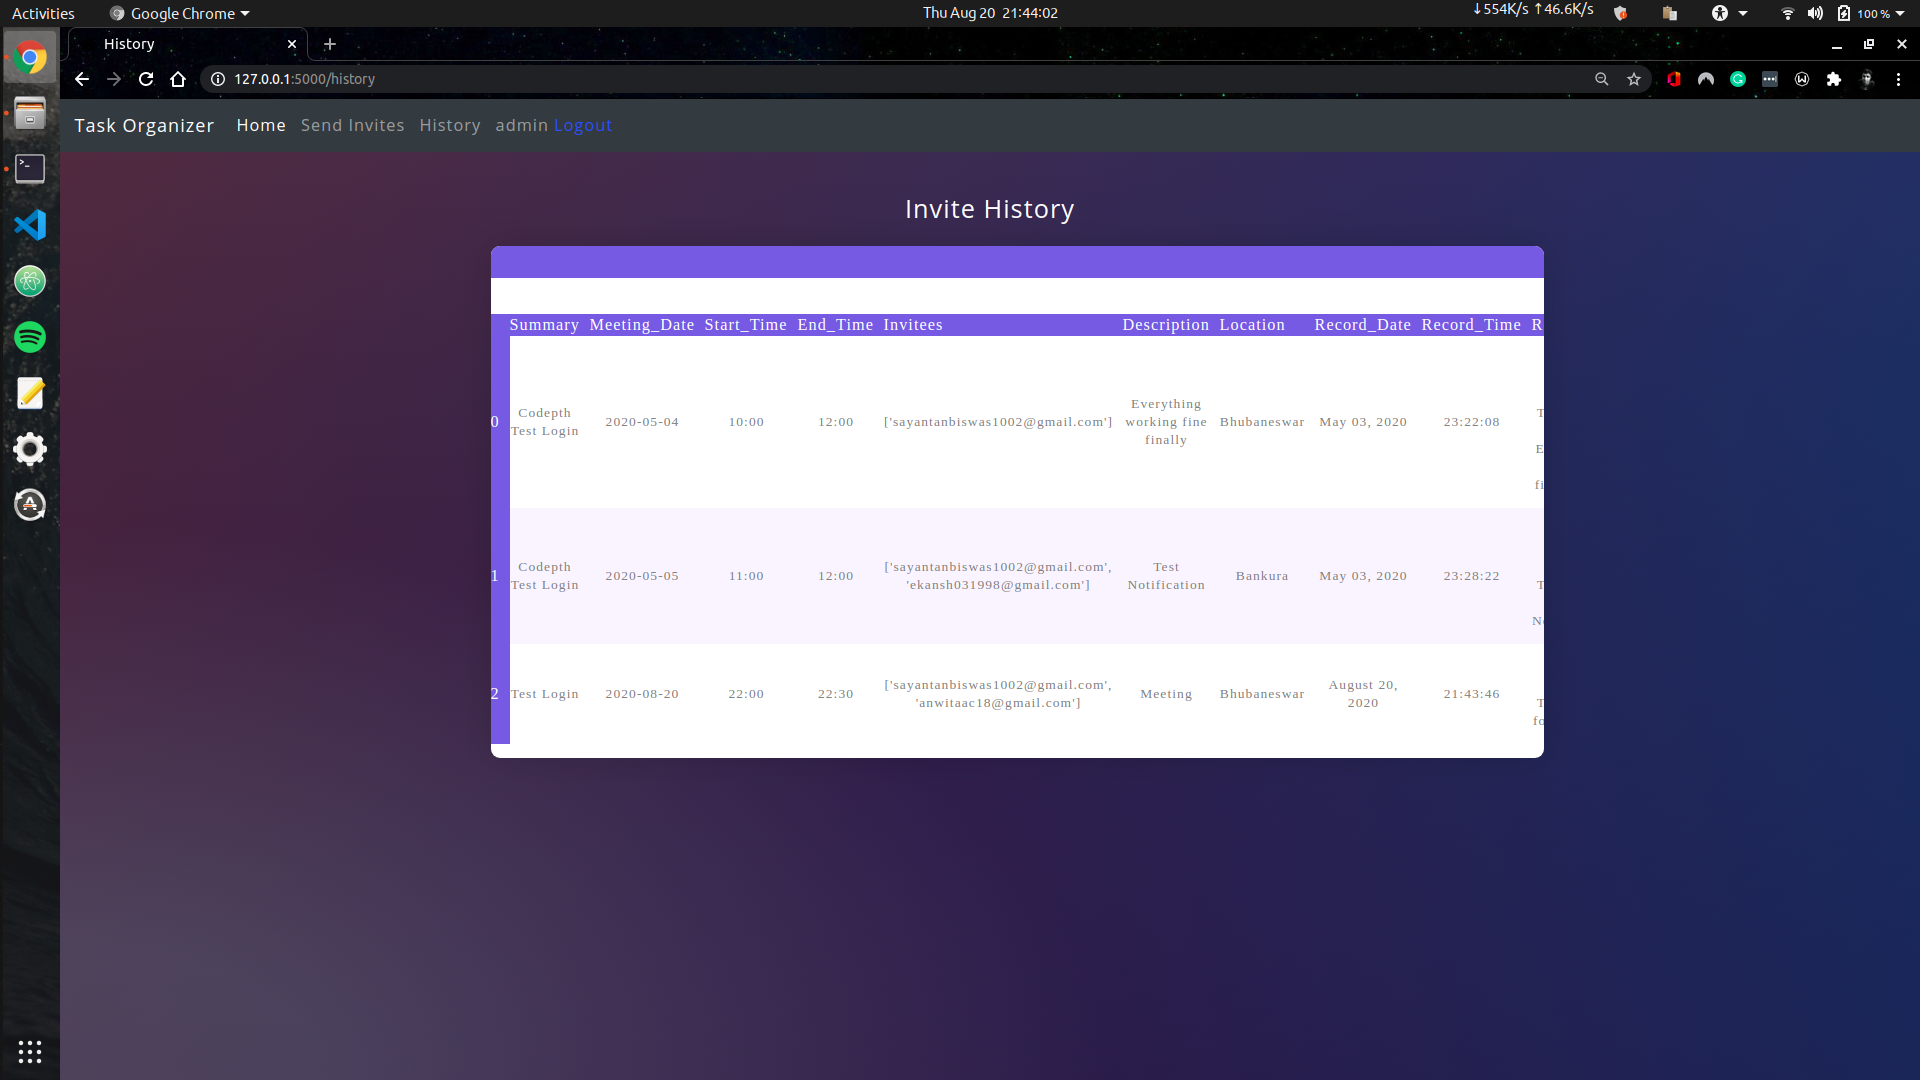 Activities Google Chrome Thu Aug 20 21:44:02 ↓554K/s ↑46.6K/s 100 %
History
127.0.0.1:5000/history
Task Organizer Home Send Invites History admin Logout
Invite History
Summary Meeting_Date Start_Time End_Time Invitees Description Location Record_Date Record_Time R
0
Codepth
Test Login
2020-05-04
10:00
12:00
['sayantanbiswas1002@gmail.com']
Everything
working fine
finally
Bhubaneswar
May 03, 2020
23:22:08
T
E
fi
1
Codepth
Test Login
2020-05-05
11:00
12:00
['sayantanbiswas1002@gmail.com',
'ekansh031998@gmail.com']
Test
Notification
Bankura
May 03, 2020
23:28:22
T
2
Test Login
2020-08-20
22:00
22:30
['sayantanbiswas1002@gmail.com',
'anwitaac18@gmail.com']
Meeting
Bhubaneswar
August 20,
2020
21:43:46
T
fo